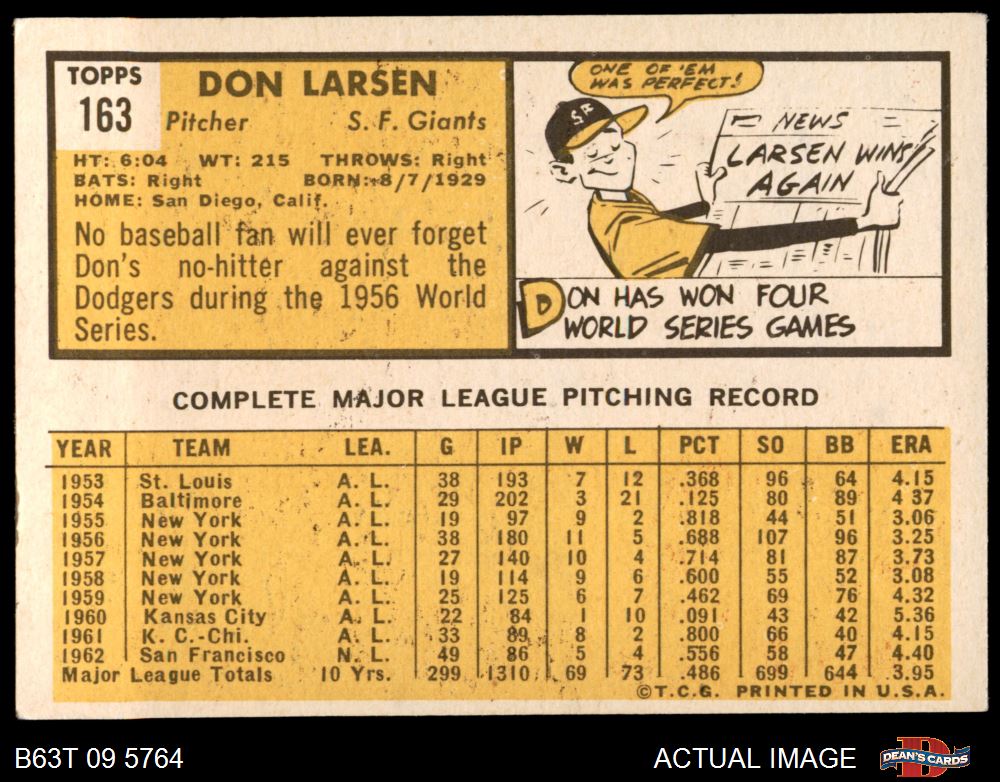 TOPPS
163
DON LARSEN
Pitcher S. F. Giants
HT: 6:04 WT: 215 THROWS: Right
BATS: Right BORN: 8/7/1929
HOME: San Diego, Calif.
No baseball fan will ever forget
Don's no-hitter against the
Dodgers during the 1956 World
Series.
ONE OF 'EM
WAS PERFECT!
SF
NEWS
LARSEN WINS
AGAIN
DON HAS WON FOUR
WORLD SERIES GAMES
COMPLETE MAJOR LEAGUE PITCHING RECORD
YEAR TEAM LEA. G IP W L PCT SO BB ERA
1953 St. Louis A. L. 38 193 7 12 .368 96 64 4.15
1954 Baltimore A. L. 29 202 3 21 .125 80 89 4 37
1955 New York A. L. 19 97 9 2 .818 44 51 3.06
1956 New York A. L. 38 180 11 5 .688 107 96 3.25
1957 New York A. L. 27 140 10 4 .714 81 87 3.73
1958 New York A. L. 19 114 9 6 .600 55 52 3.08
1959 New York A. L. 25 125 6 7 .462 69 76 4.32
1960 Kansas City A. L. 22 84 1 10 .091 43 42 5.36
1961 K. C.-Chi. A. L. 33 89 8 2 .800 66 40 4.15
1962 San Francisco N. L. 49 86 5 4 .556 58 47 4.40
Major League Totals 10 Yrs. 299 1310 69 73 .486 699 644 3.95
©T.C.G. PRINTED IN U.S.A.
B63T 09 5764 ACTUAL IMAGE
DEAN'S CARDS